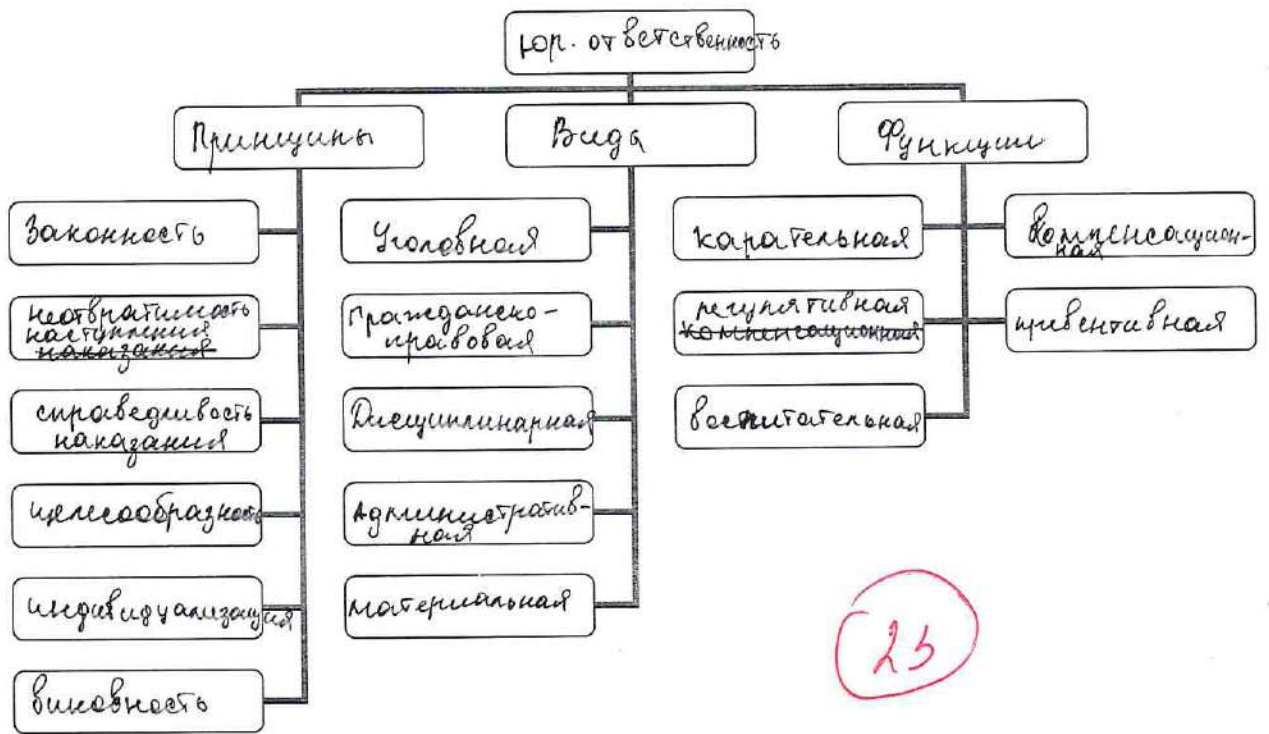 юр. ответственность
Принципы
Виды
Функции
Законность
неотвратимость
наступления
наказания
справедливость
наказания
целесообразность
индивидуализация
виновность
Уголовная
Гражданско-
правовая
Дисциплинарная
Административ-
ная
материальная
карательная
регулятивная
компенсационная
воспитательная
компенсацион-
ная
превентивная
2б